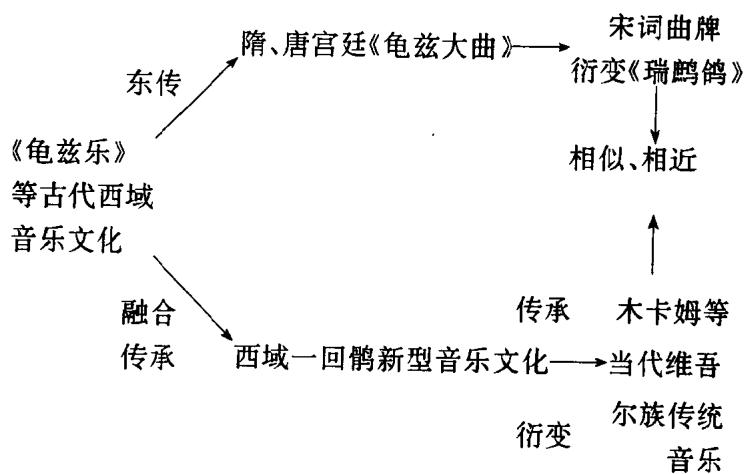 隋、唐宫廷《龟兹大曲》
宋词曲牌
衍变《瑞鹧鸪》
东传
《龟兹乐》
等古代西域
音乐文化
相似、相近
融合
传承
西域一回鹘新型音乐文化
传承
衍变
木卡姆等
当代维吾
尔族传统
音乐